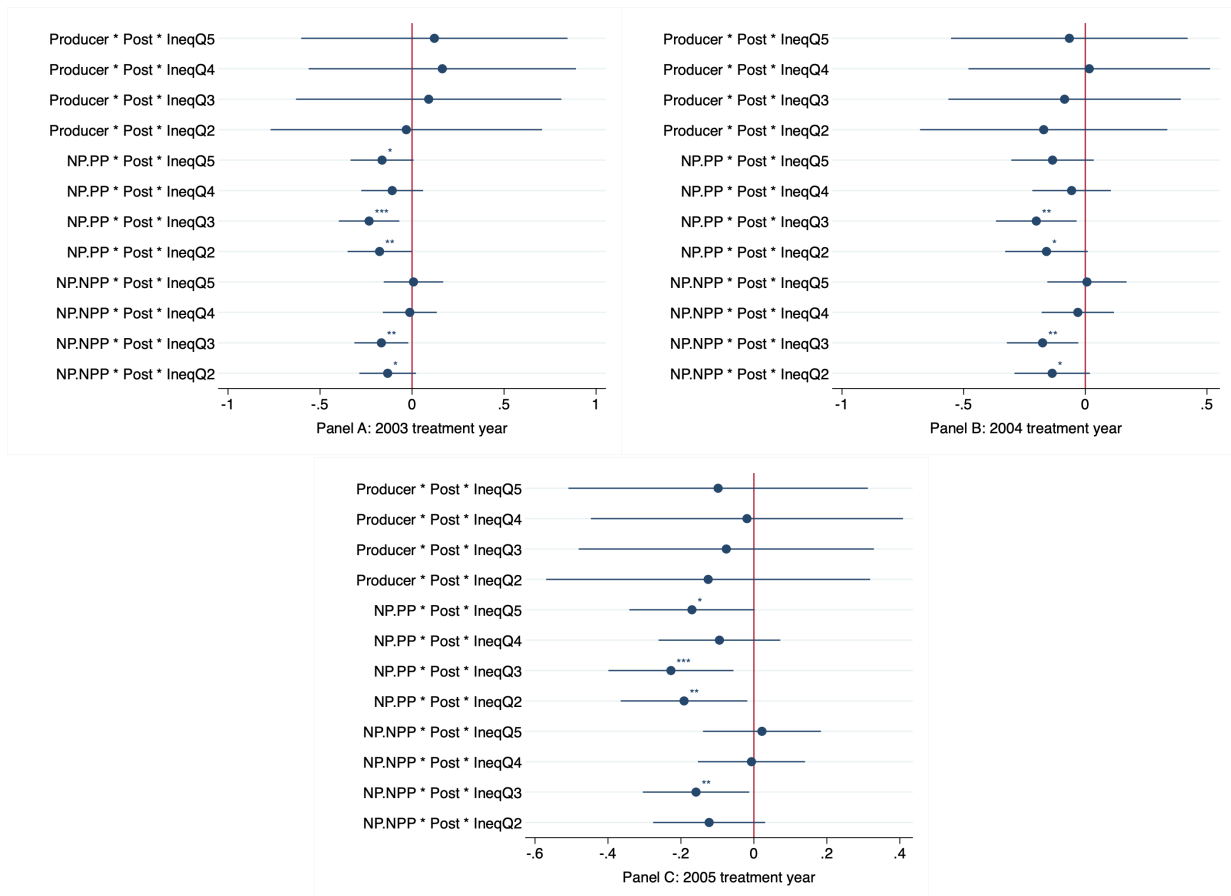 Producer * Post * IneqQ5
Producer * Post * IneqQ4
Producer * Post * IneqQ3
Producer * Post * IneqQ2
NP.PP * Post * IneqQ5
*
NP.PP * Post * IneqQ4
NP.PP * Post * IneqQ3
***
NP.PP * Post * IneqQ2
**
NP.NPP * Post * IneqQ5
NP.NPP * Post * IneqQ4
NP.NPP * Post * IneqQ3
**
NP.NPP * Post * IneqQ2
*
-1 -.5 0 .5 1
Panel A: 2003 treatment year
Producer * Post * IneqQ5
Producer * Post * IneqQ4
Producer * Post * IneqQ3
Producer * Post * IneqQ2
NP.PP * Post * IneqQ5
NP.PP * Post * IneqQ4
NP.PP * Post * IneqQ3
**
NP.PP * Post * IneqQ2
*
NP.NPP * Post * IneqQ5
NP.NPP * Post * IneqQ4
NP.NPP * Post * IneqQ3
**
NP.NPP * Post * IneqQ2
*
-1 -.5 0 .5
Panel B: 2004 treatment year
Producer * Post * IneqQ5
Producer * Post * IneqQ4
Producer * Post * IneqQ3
Producer * Post * IneqQ2
NP.PP * Post * IneqQ5
*
NP.PP * Post * IneqQ4
NP.PP * Post * IneqQ3
***
NP.PP * Post * IneqQ2
**
NP.NPP * Post * IneqQ5
NP.NPP * Post * IneqQ4
NP.NPP * Post * IneqQ3
**
NP.NPP * Post * IneqQ2
-.6 -.4 -.2 0 .2 .4
Panel C: 2005 treatment year